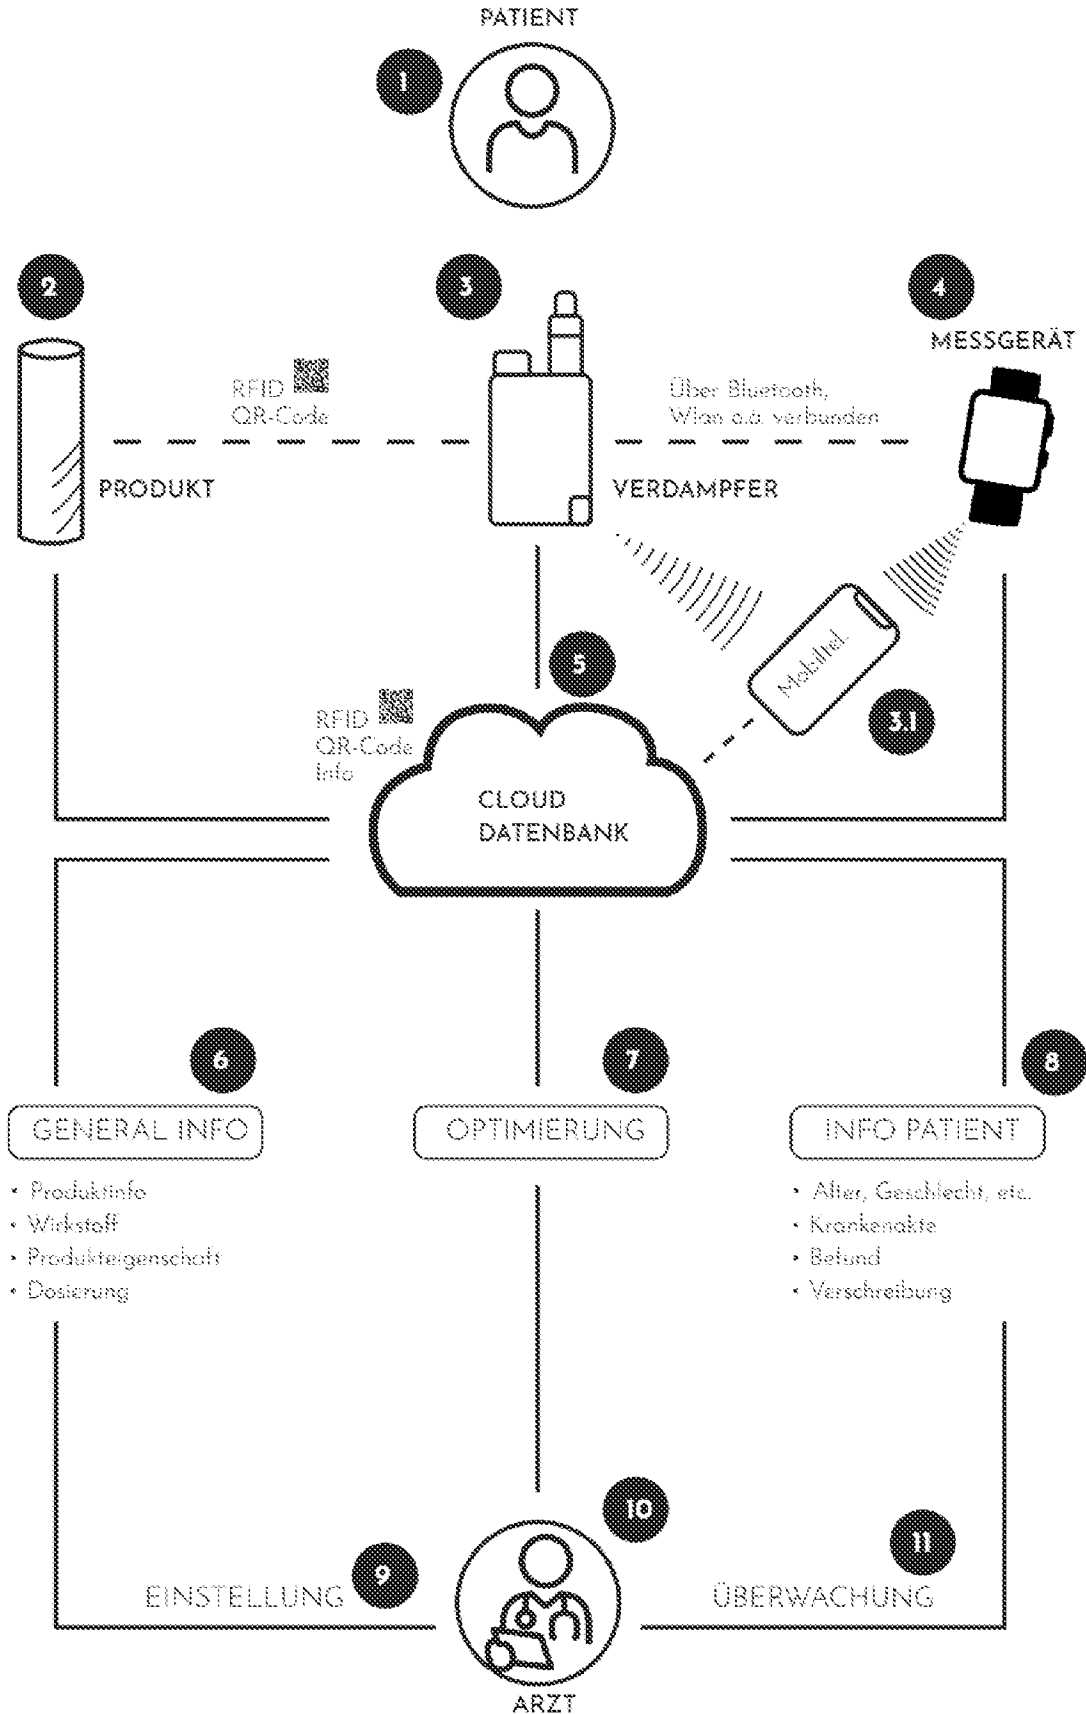 PATIENT
1
2
3
4
MESSGERÄT
RFID
QR-Code
Über Bluetooth,
Wlan o.ä. verbunden
PRODUKT
VERDAMPFER
5
Mobiltel.
3.1
RFID
QR-Code
Info
CLOUD
DATENBANK
6
7
8
GENERAL INFO
OPTIMIERUNG
INFO PATIENT
• Produktinfo
• Wirkstoff
• Produkteigenschaft
• Dosierung
• Alter, Geschlecht, etc.
• Krankenakte
• Befund
• Verschreibung
10
11
9
EINSTELLUNG
ÜBERWACHUNG
ARZT